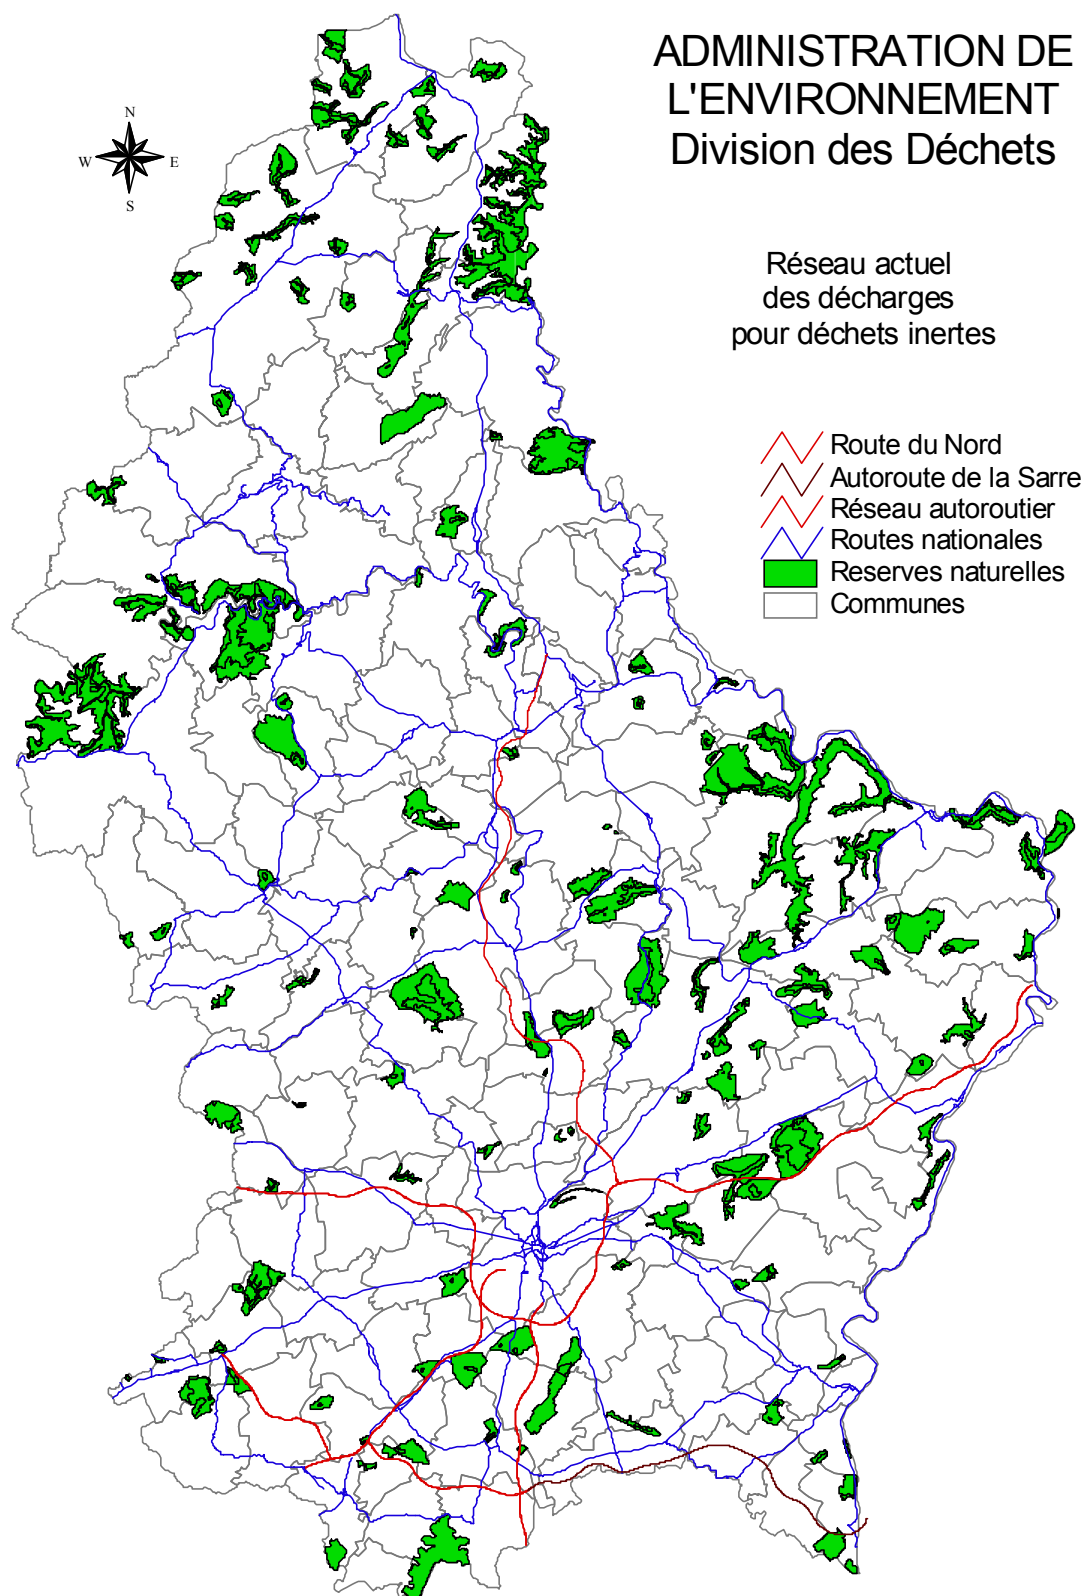 ADMINISTRATION DE
L'ENVIRONNEMENT
Division des Déchets
N
W E
S
Réseau actuel
des décharges
pour déchets inertes
Route du Nord
Autoroute de la Sarre
Réseau autoroutier
Routes nationales
Reserves naturelles
Communes